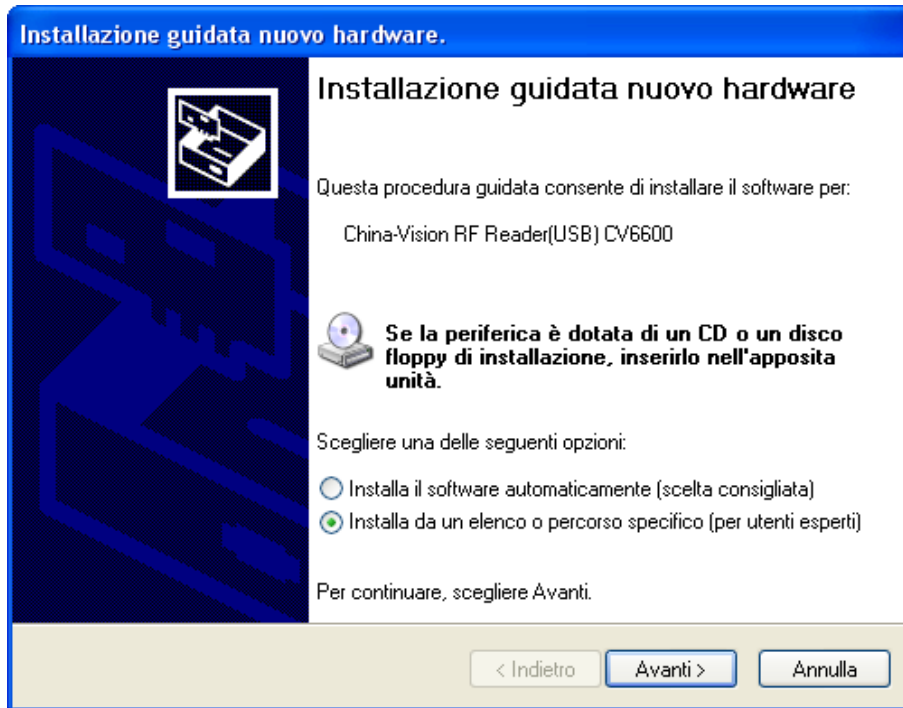 Installazione guidata nuovo hardware.
Installazione guidata nuovo hardware
Questa procedura guidata consente di installare il software per:
China-Vision RF Reader(USB) CV6600
Se la periferica è dotata di un CD o un disco
floppy di installazione, inserirlo nell'apposita
unità.
Scegliere una delle seguenti opzioni:
Installa il software automaticamente (scelta consigliata)
Installa da un elenco o percorso specifico (per utenti esperti)
Per continuare, scegliere Avanti.
< Indietro Avanti > Annulla